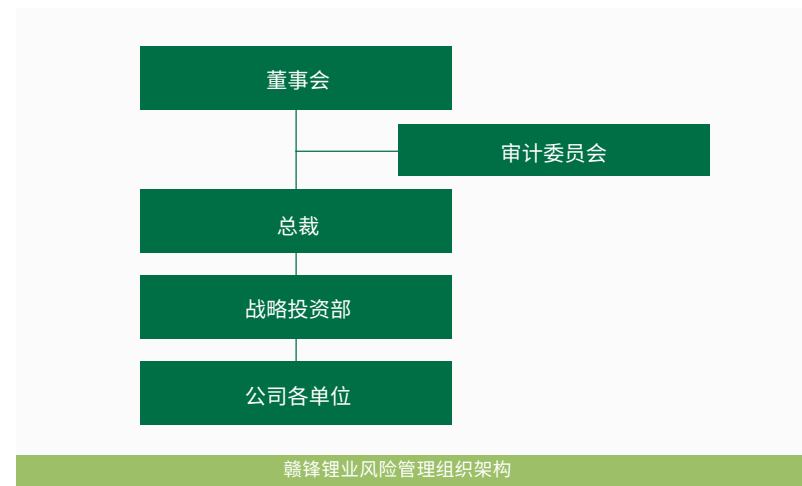 董事会
审计委员会
总裁
战略投资部
公司各单位
赣锋锂业风险管理组织架构